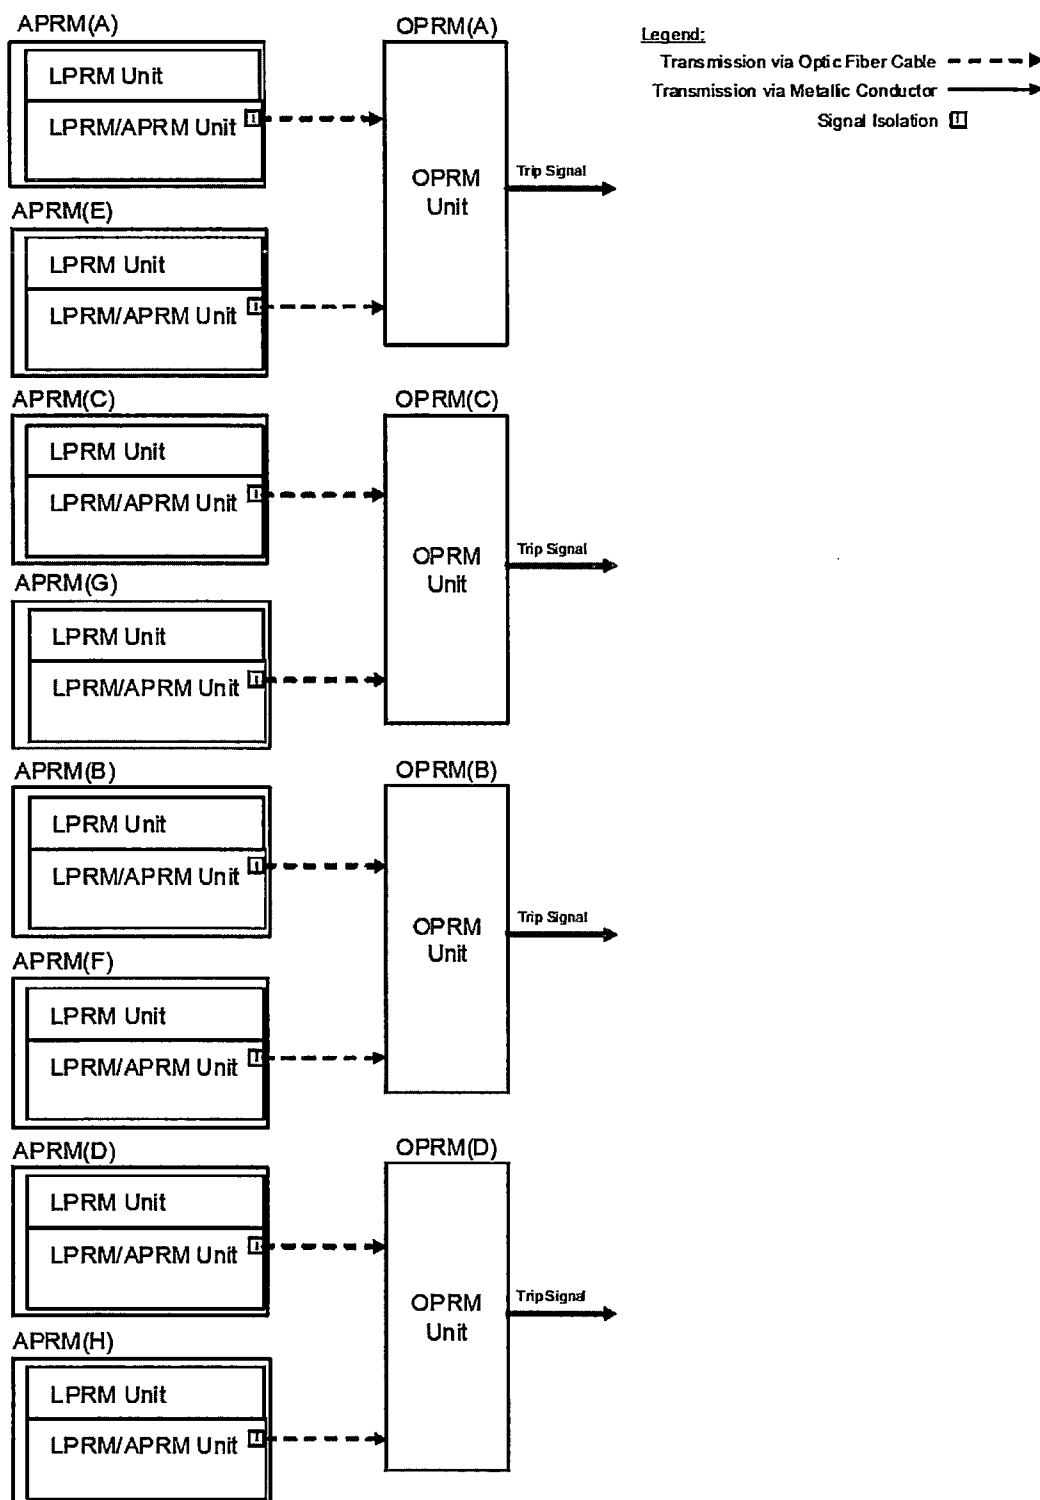 APRM(A)
LPRM Unit
LPRM/APRM Unit
I
OPRM(A)
OPRM
Unit
Trip Signal
Legend:
Transmission via Optic Fiber Cable
Transmission via Metallic Conductor
Signal Isolation I
APRM(E)
LPRM Unit
LPRM/APRM Unit
I
APRM(C)
LPRM Unit
LPRM/APRM Unit
I
OPRM(C)
OPRM
Unit
Trip Signal
APRM(G)
LPRM Unit
LPRM/APRM Unit
I
APRM(B)
LPRM Unit
LPRM/APRM Unit
I
OPRM(B)
OPRM
Unit
Trip Signal
APRM(F)
LPRM Unit
LPRM/APRM Unit
I
APRM(D)
LPRM Unit
LPRM/APRM Unit
I
OPRM(D)
OPRM
Unit
Trip Signal
APRM(H)
LPRM Unit
LPRM/APRM Unit
I